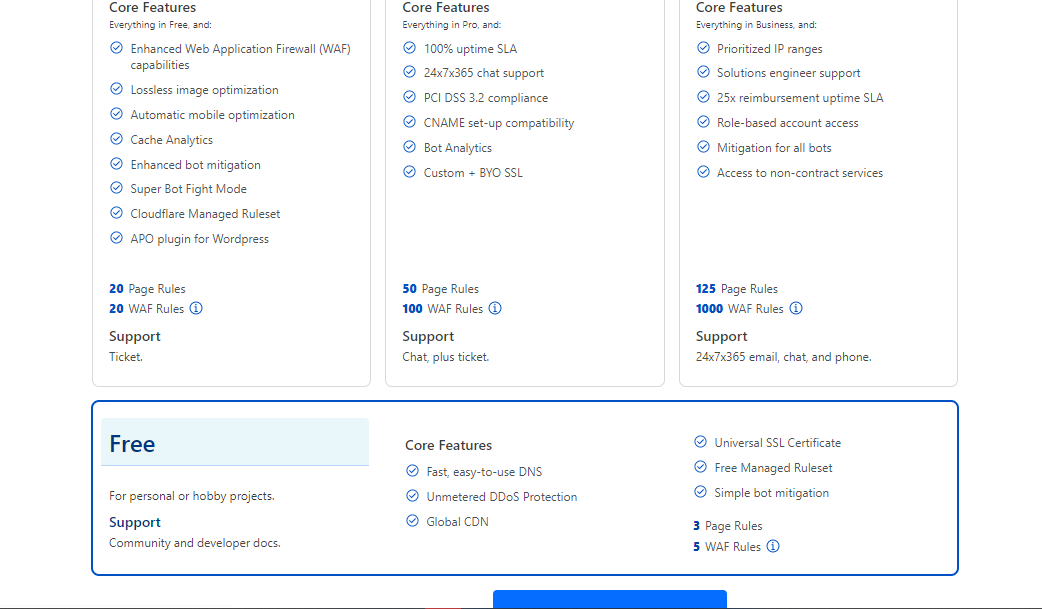 Core Features
Everything in Free, and:
Enhanced Web Application Firewall (WAF)
capabilities
Lossless image optimization
Automatic mobile optimization
Cache Analytics
Enhanced bot mitigation
Super Bot Fight Mode
Cloudflare Managed Ruleset
APO plugin for Wordpress
20 Page Rules
20 WAF Rules
Support
Ticket.
Core Features
Everything in Pro, and:
100% uptime SLA
24x7x365 chat support
PCI DSS 3.2 compliance
CNAME set-up compatibility
Bot Analytics
Custom + BYO SSL
50 Page Rules
100 WAF Rules
Support
Chat, plus ticket.
Core Features
Everything in Business, and:
Prioritized IP ranges
Solutions engineer support
25x reimbursement uptime SLA
Role-based account access
Mitigation for all bots
Access to non-contract services
125 Page Rules
1000 WAF Rules
Support
24x7x365 email, chat, and phone.
Free
For personal or hobby projects.
Support
Community and developer docs.
Core Features
Fast, easy-to-use DNS
Unmetered DDoS Protection
Global CDN
Universal SSL Certificate
Free Managed Ruleset
Simple bot mitigation
3 Page Rules
5 WAF Rules